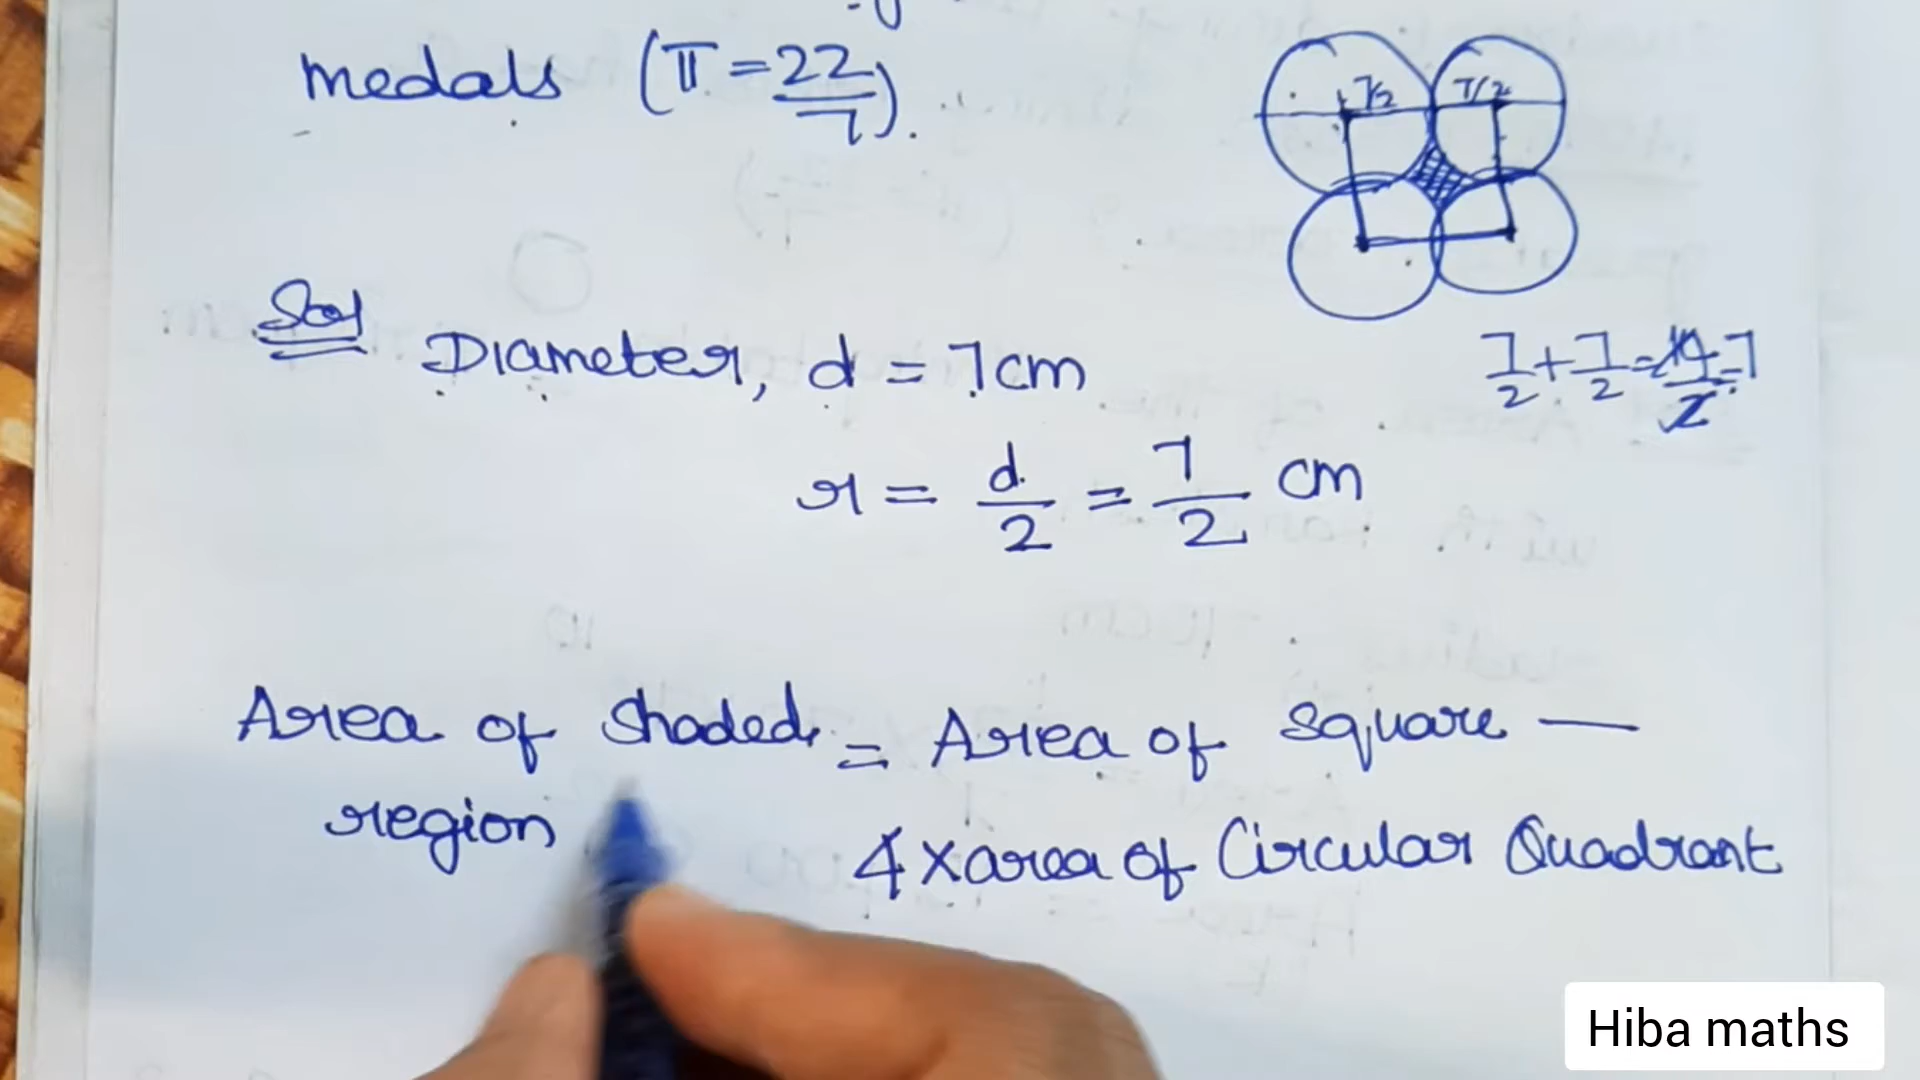 medals (π = 22/7).
7/2 7/2
Sol
Diameter, d = 7cm
7/2 + 7/2 = 14/2 = 7
r = d/2 = 7/2 cm
Area of shaded = Area of square —
region 4 × area of Circular Quadrant
Hiba maths